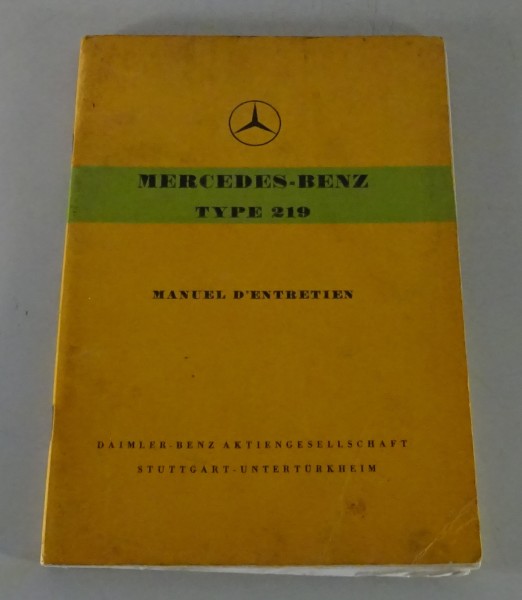 MERCEDES-BENZ
TYPE 219
MANUEL D'ENTRETIEN
DAIMLER-BENZ AKTIENGESELLSCHAFT
STUTTGART-UNTERTÜRKHEIM